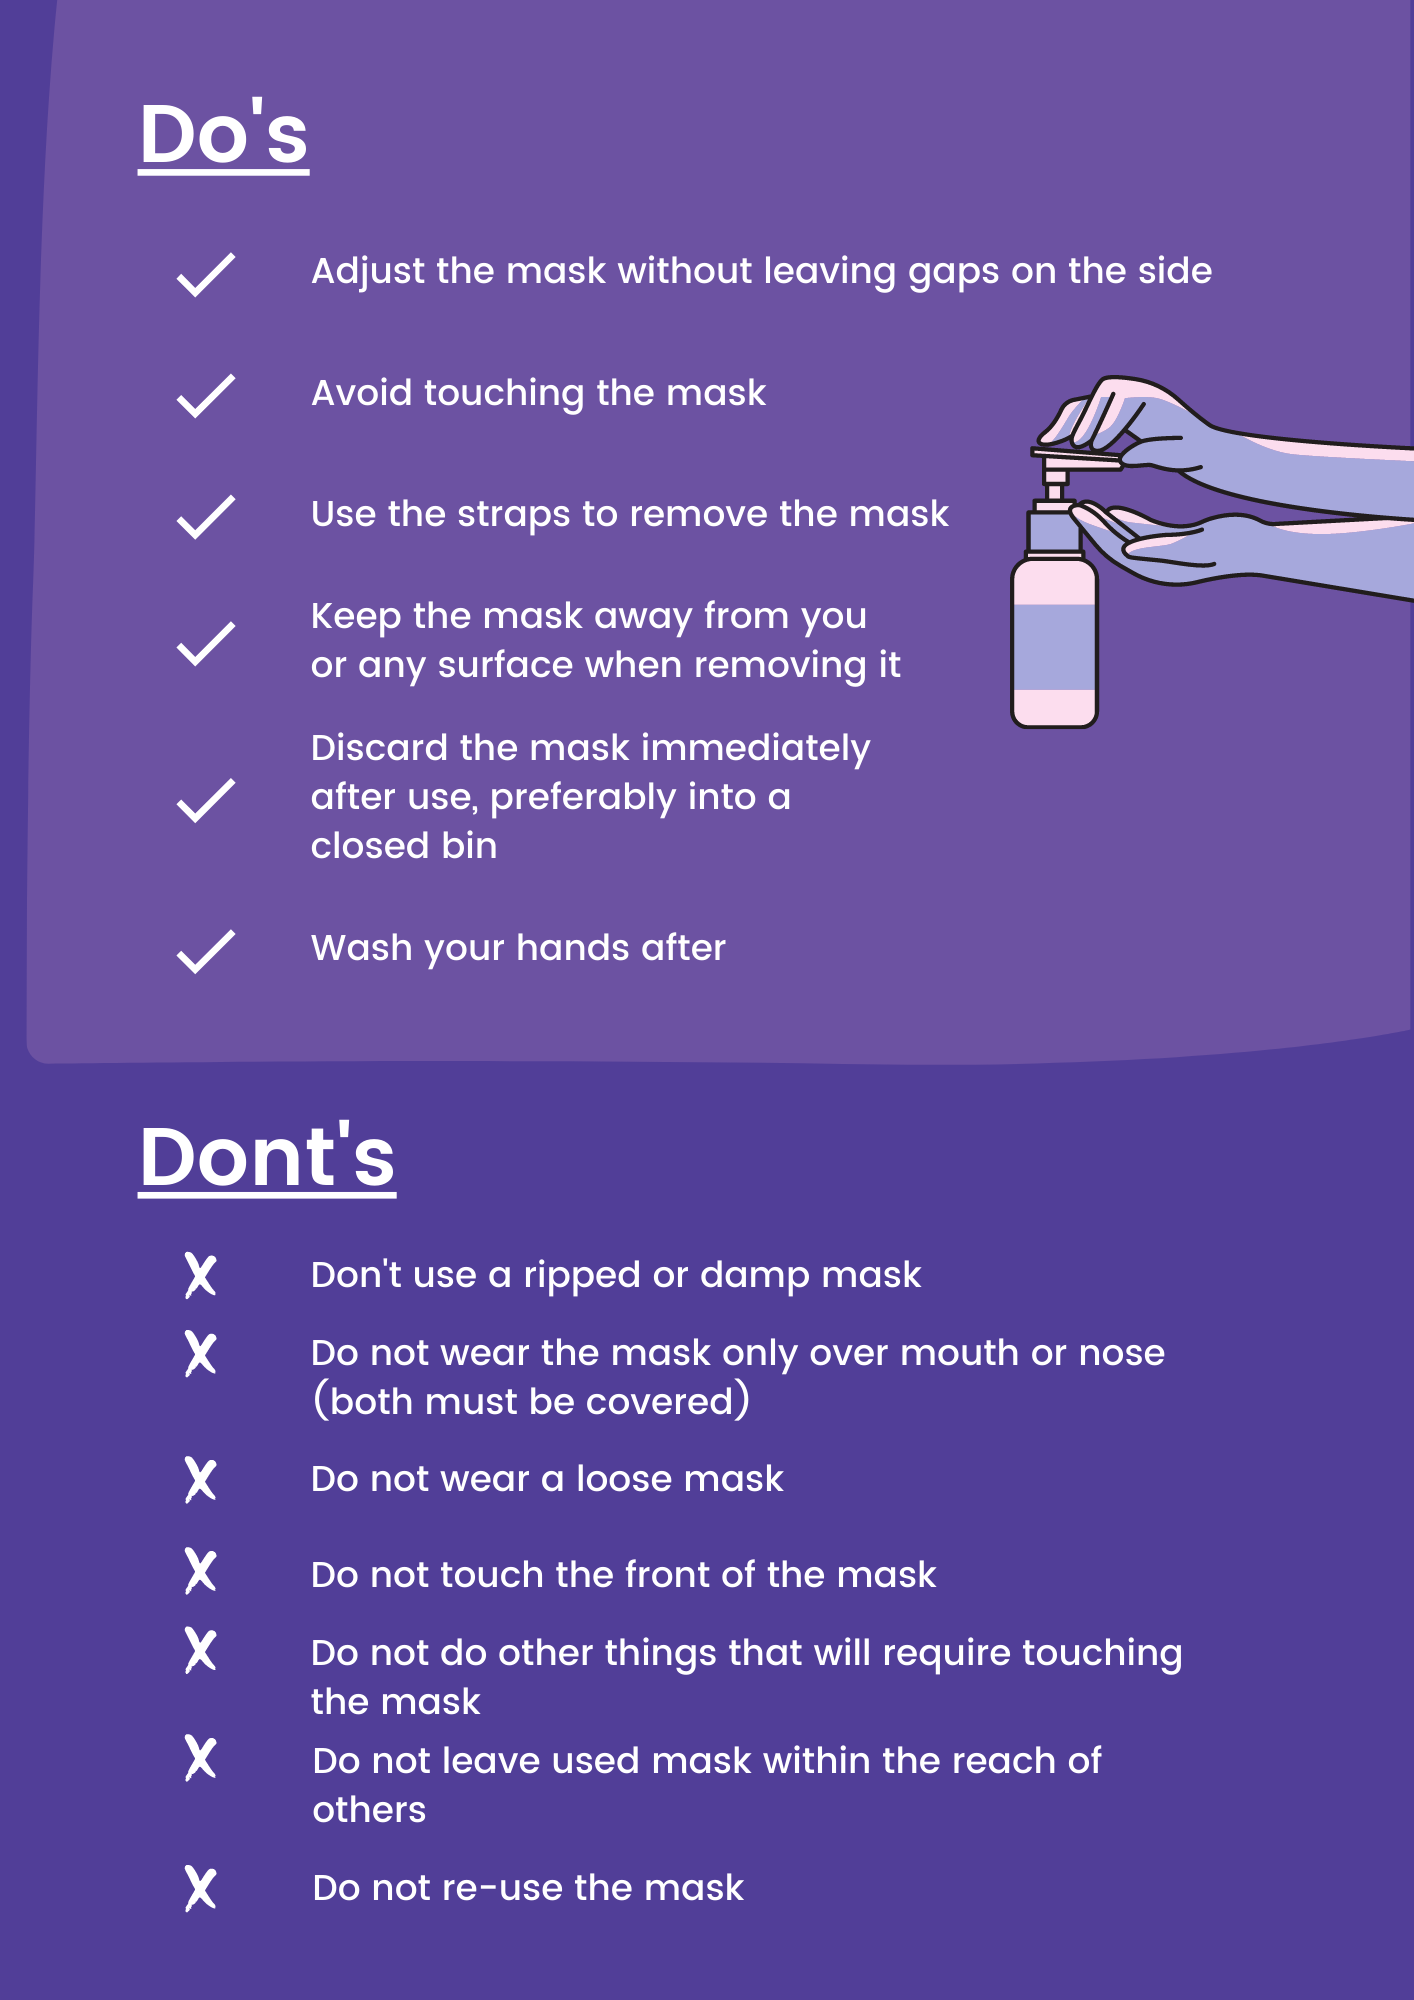 Do's
Adjust the mask without leaving gaps on the side
Avoid touching the mask
Use the straps to remove the mask
Keep the mask away from you
or any surface when removing it
Discard the mask immediately
after use, preferably into a
closed bin
Wash your hands after
Dont's
Don't use a ripped or damp mask
Do not wear the mask only over mouth or nose
(both must be covered)
Do not wear a loose mask
Do not touch the front of the mask
Do not do other things that will require touching
the mask
Do not leave used mask within the reach of
others
Do not re-use the mask